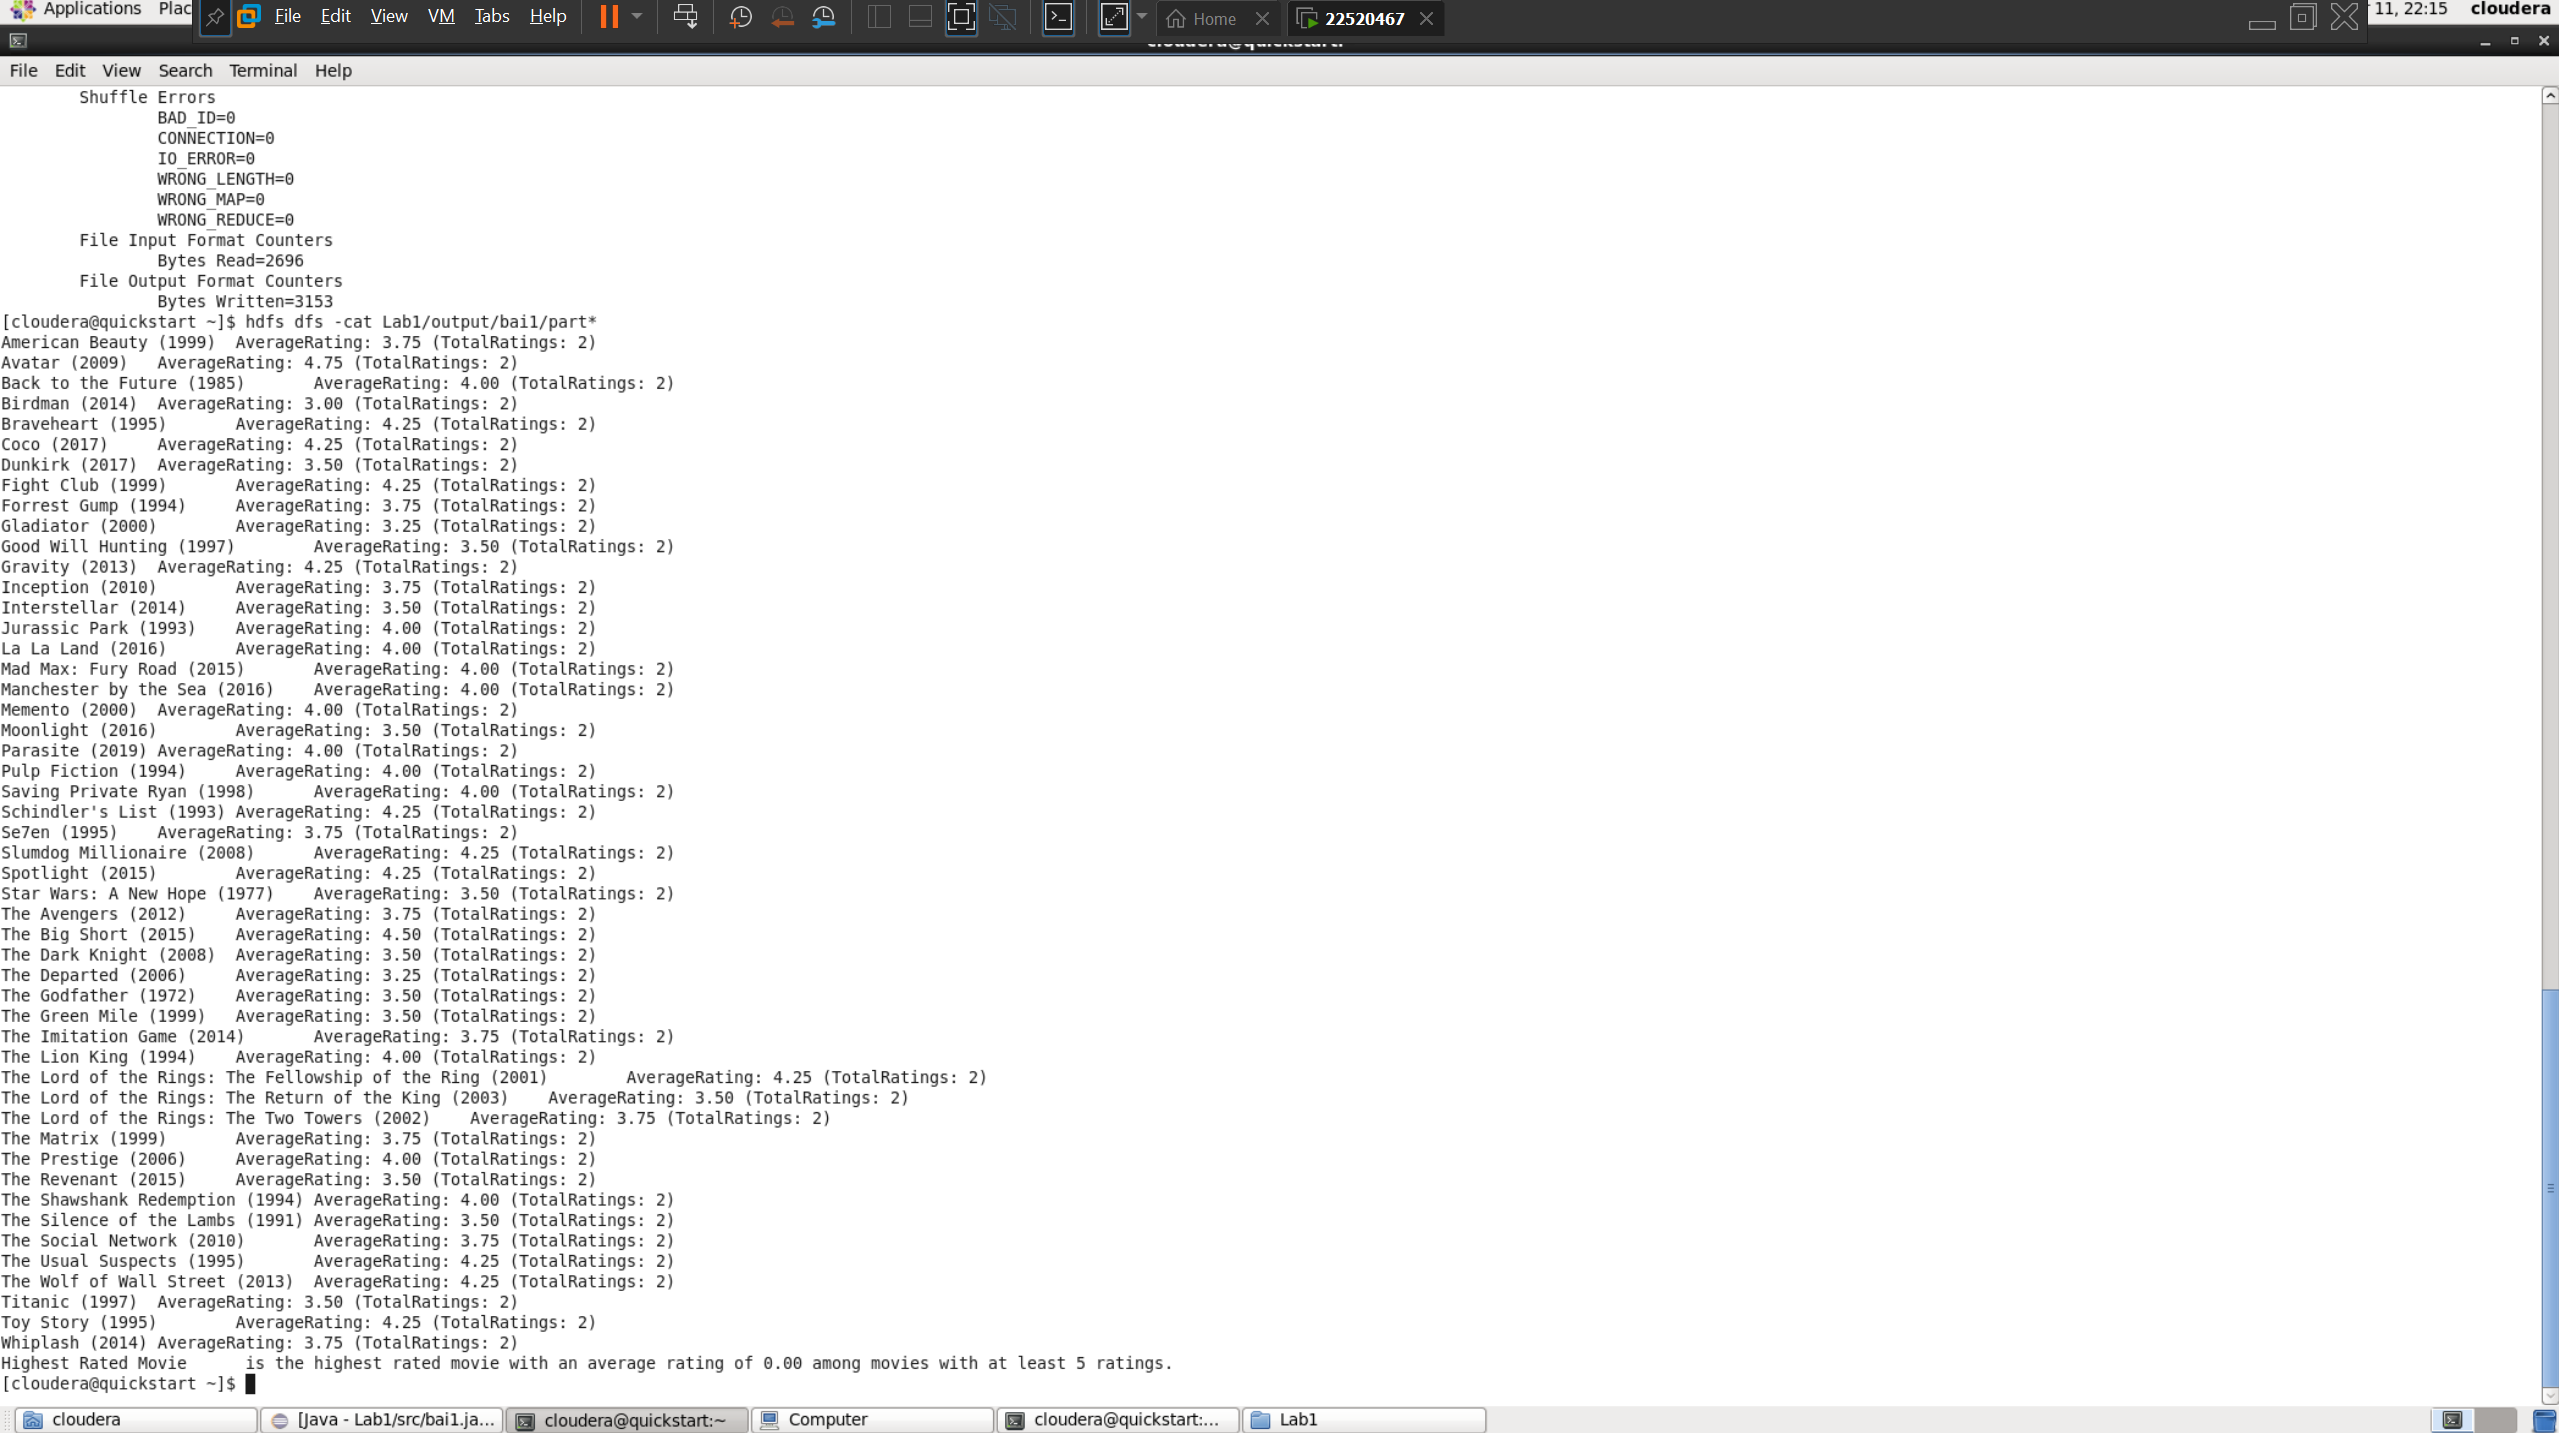 Applications Plac
File Edit View VM Tabs Help
Home
22520467
11, 22:15 cloudera
File Edit View Search Terminal Help
Shuffle Errors
BAD_ID=0
CONNECTION=0
IO_ERROR=0
WRONG_LENGTH=0
WRONG_MAP=0
WRONG_REDUCE=0
File Input Format Counters
Bytes Read=2696
File Output Format Counters
Bytes Written=3153
[cloudera@quickstart ~]$ hdfs dfs -cat Lab1/output/bai1/part*
American Beauty (1999) AverageRating: 3.75 (TotalRatings: 2)
Avatar (2009) AverageRating: 4.75 (TotalRatings: 2)
Back to the Future (1985) AverageRating: 4.00 (TotalRatings: 2)
Birdman (2014) AverageRating: 3.00 (TotalRatings: 2)
Braveheart (1995) AverageRating: 4.25 (TotalRatings: 2)
Coco (2017) AverageRating: 4.25 (TotalRatings: 2)
Dunkirk (2017) AverageRating: 3.50 (TotalRatings: 2)
Fight Club (1999) AverageRating: 4.25 (TotalRatings: 2)
Forrest Gump (1994) AverageRating: 3.75 (TotalRatings: 2)
Gladiator (2000) AverageRating: 3.25 (TotalRatings: 2)
Good Will Hunting (1997) AverageRating: 3.50 (TotalRatings: 2)
Gravity (2013) AverageRating: 4.25 (TotalRatings: 2)
Inception (2010) AverageRating: 3.75 (TotalRatings: 2)
Interstellar (2014) AverageRating: 3.50 (TotalRatings: 2)
Jurassic Park (1993) AverageRating: 4.00 (TotalRatings: 2)
La La Land (2016) AverageRating: 4.00 (TotalRatings: 2)
Mad Max: Fury Road (2015) AverageRating: 4.00 (TotalRatings: 2)
Manchester by the Sea (2016) AverageRating: 4.00 (TotalRatings: 2)
Memento (2000) AverageRating: 4.00 (TotalRatings: 2)
Moonlight (2016) AverageRating: 3.50 (TotalRatings: 2)
Parasite (2019) AverageRating: 4.00 (TotalRatings: 2)
Pulp Fiction (1994) AverageRating: 4.00 (TotalRatings: 2)
Saving Private Ryan (1998) AverageRating: 4.00 (TotalRatings: 2)
Schindler's List (1993) AverageRating: 4.25 (TotalRatings: 2)
Se7en (1995) AverageRating: 3.75 (TotalRatings: 2)
Slumdog Millionaire (2008) AverageRating: 4.25 (TotalRatings: 2)
Spotlight (2015) AverageRating: 4.25 (TotalRatings: 2)
Star Wars: A New Hope (1977) AverageRating: 3.50 (TotalRatings: 2)
The Avengers (2012) AverageRating: 3.75 (TotalRatings: 2)
The Big Short (2015) AverageRating: 4.50 (TotalRatings: 2)
The Dark Knight (2008) AverageRating: 3.50 (TotalRatings: 2)
The Departed (2006) AverageRating: 3.25 (TotalRatings: 2)
The Godfather (1972) AverageRating: 3.50 (TotalRatings: 2)
The Green Mile (1999) AverageRating: 3.50 (TotalRatings: 2)
The Imitation Game (2014) AverageRating: 3.75 (TotalRatings: 2)
The Lion King (1994) AverageRating: 4.00 (TotalRatings: 2)
The Lord of the Rings: The Fellowship of the Ring (2001) AverageRating: 4.25 (TotalRatings: 2)
The Lord of the Rings: The Return of the King (2003) AverageRating: 3.50 (TotalRatings: 2)
The Lord of the Rings: The Two Towers (2002) AverageRating: 3.75 (TotalRatings: 2)
The Matrix (1999) AverageRating: 3.75 (TotalRatings: 2)
The Prestige (2006) AverageRating: 4.00 (TotalRatings: 2)
The Revenant (2015) AverageRating: 3.50 (TotalRatings: 2)
The Shawshank Redemption (1994) AverageRating: 4.00 (TotalRatings: 2)
The Silence of the Lambs (1991) AverageRating: 3.50 (TotalRatings: 2)
The Social Network (2010) AverageRating: 3.75 (TotalRatings: 2)
The Usual Suspects (1995) AverageRating: 4.25 (TotalRatings: 2)
The Wolf of Wall Street (2013) AverageRating: 4.25 (TotalRatings: 2)
Titanic (1997) AverageRating: 3.50 (TotalRatings: 2)
Toy Story (1995) AverageRating: 4.25 (TotalRatings: 2)
Whiplash (2014) AverageRating: 3.75 (TotalRatings: 2)
Highest Rated Movie is the highest rated movie with an average rating of 0.00 among movies with at least 5 ratings.
[cloudera@quickstart ~]$
cloudera
[Java - Lab1/src/bai1.ja...
cloudera@quickstart:~
Computer
cloudera@quickstart:...
Lab1